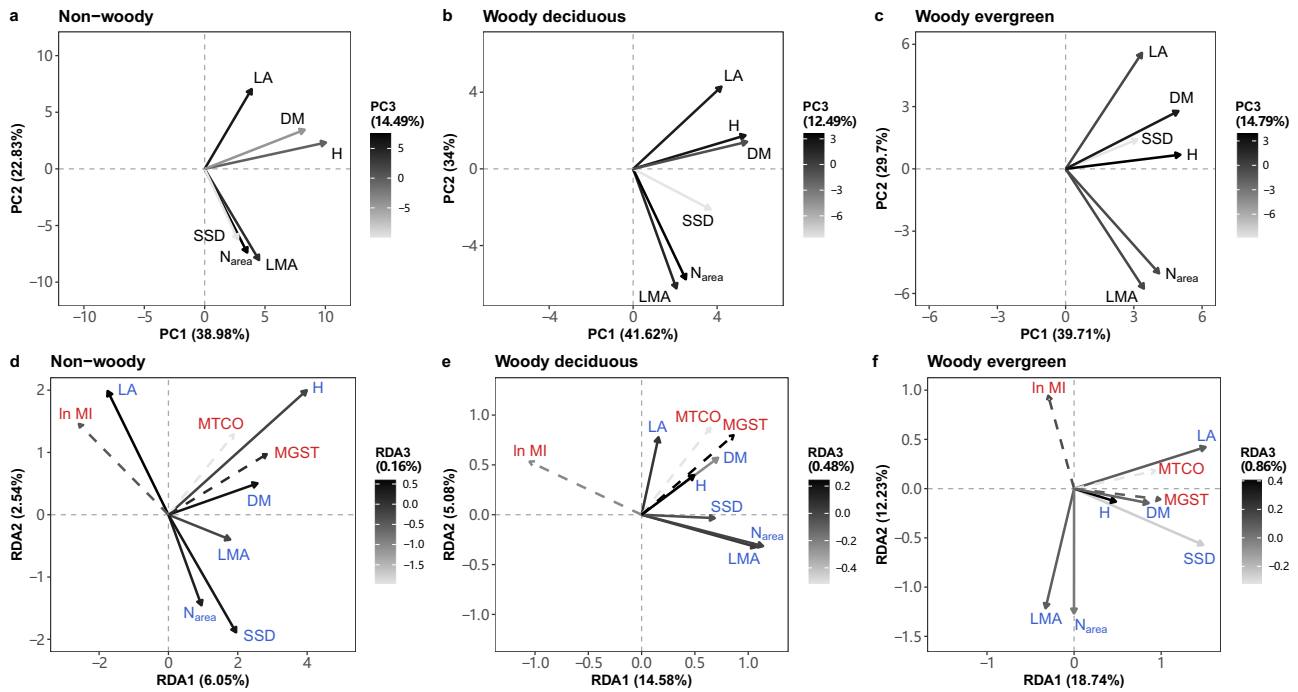 a Non−woody
10
5
0
−5
−10
PC2 (22.83%)
LA
DM
H
SSD
Narea
LMA
−10 −5 0 5 10
PC1 (38.98%)
PC3
(14.49%)
5
0
−5
b Woody deciduous
4
0
−4
PC2 (34%)
LA
H
DM
SSD
Narea
LMA
0 4
PC1 (41.62%)
PC3
(12.49%)
3
0
−3
−6
c Woody evergreen
6
3
0
−3
−6
PC2 (29.7%)
LA
DM
SSD
H
Narea
LMA
−6 −3 0 3 6
PC1 (39.71%)
PC3
(14.79%)
3
0
−3
−6
d Non−woody
2
1
0
−1
−2
RDA2 (2.54%)
LA
H
ln MI
MTCO
MGST
DM
LMA
Narea
SSD
−2 0 2 4
RDA1 (6.05%)
RDA3
(0.16%)
0.5
0.0
−0.5
−1.0
−1.5
e Woody deciduous
1.0
0.5
0.0
−0.5
−1.0
RDA2 (5.08%)
MTCO
MGST
LA
ln MI
DM
H
SSD
Narea
LMA
−1.0 −0.5 0.0 0.5 1.0
RDA1 (14.58%)
RDA3
(0.48%)
0.2
0.0
−0.2
−0.4
f Woody evergreen
1.0
0.5
0.0
−0.5
−1.0
−1.5
RDA2 (12.23%)
ln MI
LA
MTCO
MGST
H
DM
SSD
LMA
Narea
−1 0 1
RDA1 (18.74%)
RDA3
(0.86%)
0.4
0.2
0.0
−0.2